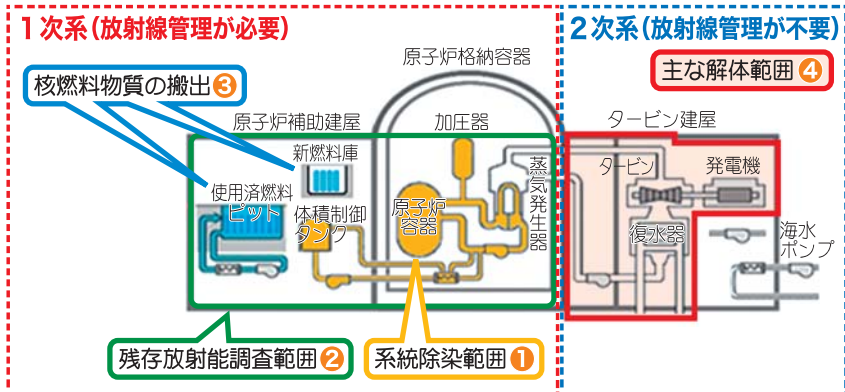 1次系(放射線管理が必要)
2次系(放射線管理が不要)
原子炉格納容器
主な解体範囲④
核燃料物質の搬出③
原子炉補助建屋
加圧器
タービン建屋
新燃料庫
タービン
発電機
蒸気発生器
使用済燃料
ピット
体積制御
タンク
原子炉
容器
復水器
海水
ポンプ
残存放射能調査範囲②
系統除染範囲①